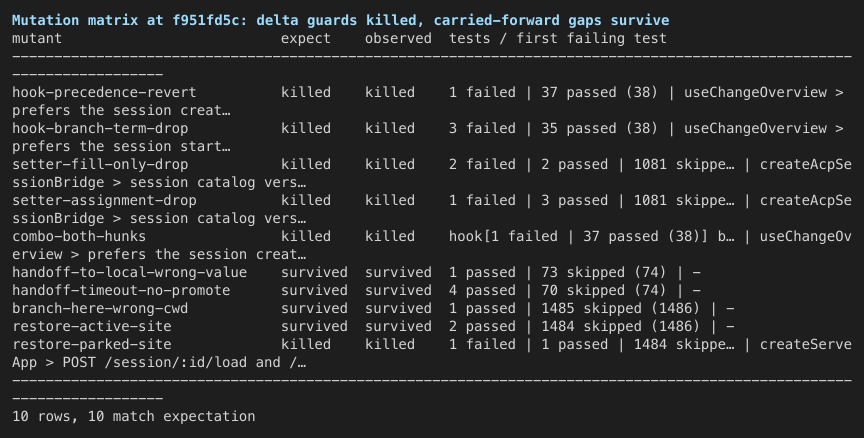 Mutation matrix at f951fd5c: delta guards killed, carried-forward gaps survive
mutant                          expect    observed  tests / first failing test
----------------------------------------------------------------------------------------------------
------------------
hook-precedence-revert          killed    killed    1 failed | 37 passed (38) | useChangeOverview >
prefers the session creat…
hook-branch-term-drop           killed    killed    3 failed | 35 passed (38) | useChangeOverview >
prefers the session start…
setter-fill-only-drop           killed    killed    2 failed | 2 passed | 1081 skippe… | createAcpSe
ssionBridge > session catalog vers…
setter-assignment-drop          killed    killed    1 failed | 3 passed | 1081 skippe… | createAcpSe
ssionBridge > session catalog vers…
combo-both-hunks                killed    killed    hook[1 failed | 37 passed (38)] b… | useChangeOv
erview > prefers the session creat…
handoff-to-local-wrong-value    survived  survived  1 passed | 73 skipped (74) | –
handoff-timeout-no-promote      survived  survived  4 passed | 70 skipped (74) | –
branch-here-wrong-cwd           survived  survived  1 passed | 1485 skipped (1486) | –
restore-active-site             survived  survived  2 passed | 1484 skipped (1486) | –
restore-parked-site             killed    killed    1 failed | 1 passed | 1484 skippe… | createServe
App > POST /session/:id/load and /…
----------------------------------------------------------------------------------------------------
------------------
10 rows, 10 match expectation